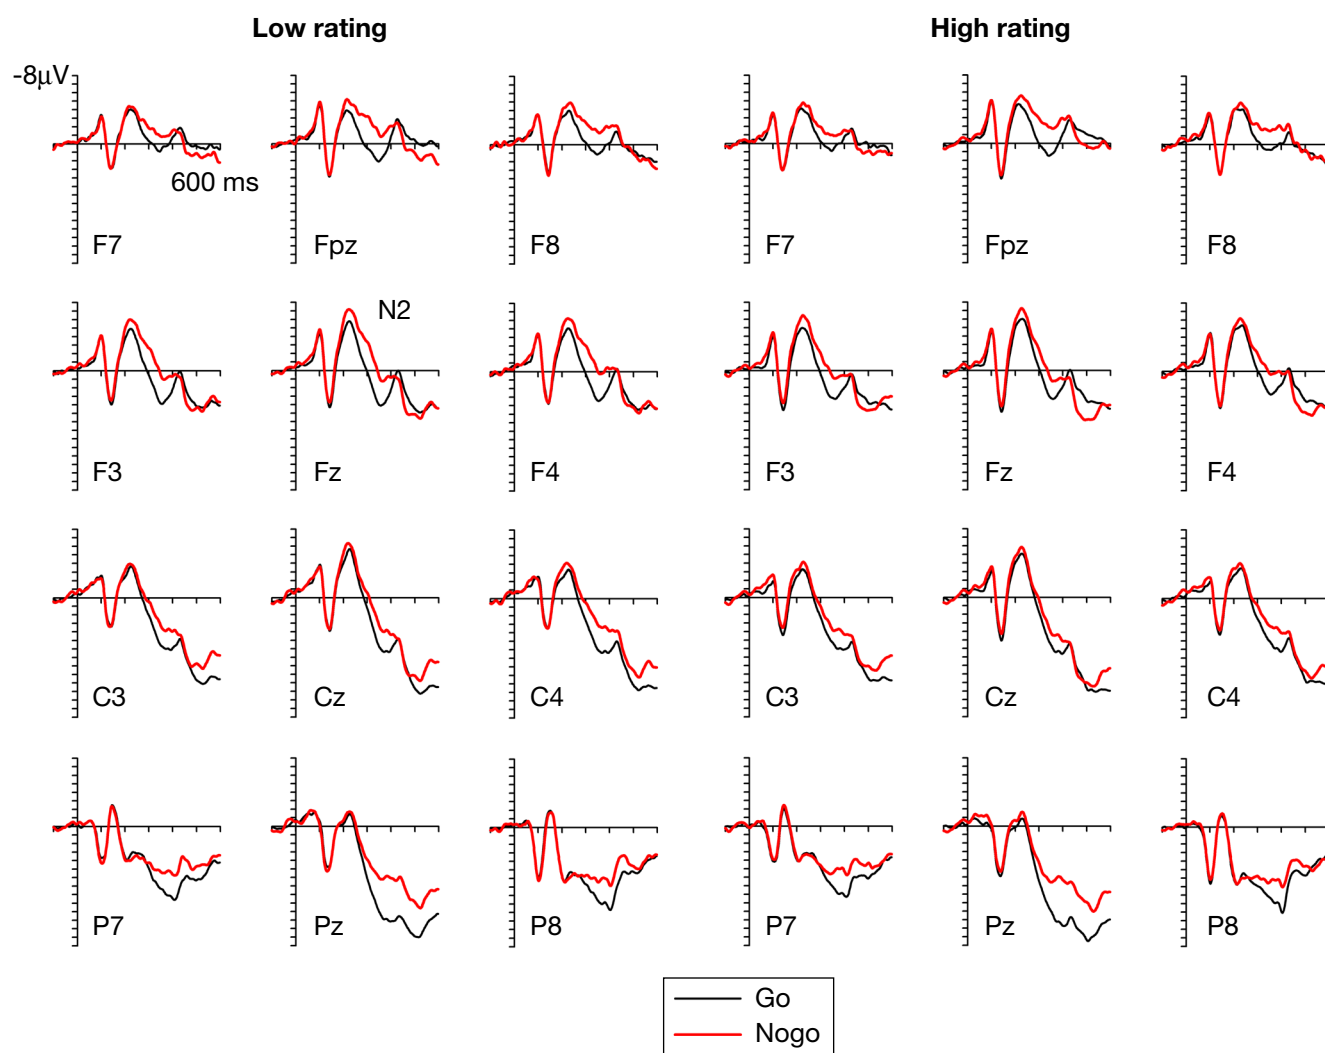 Low rating High rating
-8μV
600 ms
F7 Fpz F8 F7 Fpz F8
N2
F3 Fz F4 F3 Fz F4
C3 Cz C4 C3 Cz C4
P7 Pz P8 P7 Pz P8
Go
Nogo